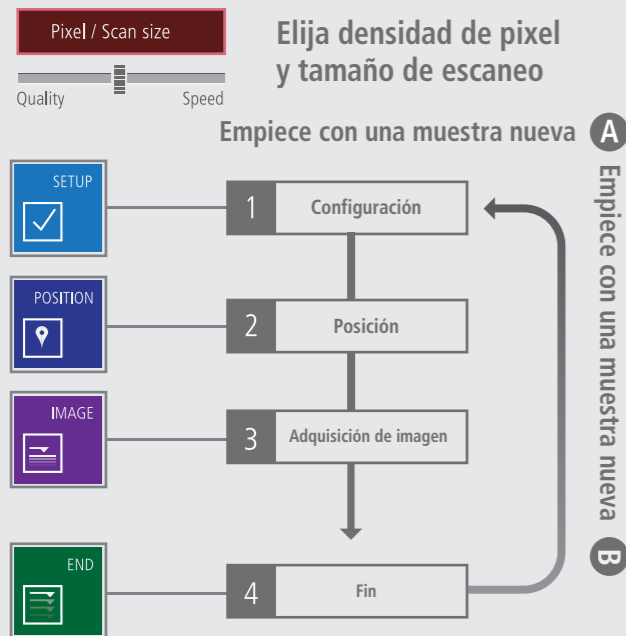 Pixel / Scan size
Quality
Speed
Elija densidad de pixel
y tamaño de escaneo
Empiece con una muestra nueva A
SETUP
1
Configuración
POSITION
2
Posición
IMAGE
3
Adquisición de imagen
END
4
Fin
Empiece con una muestra nueva B